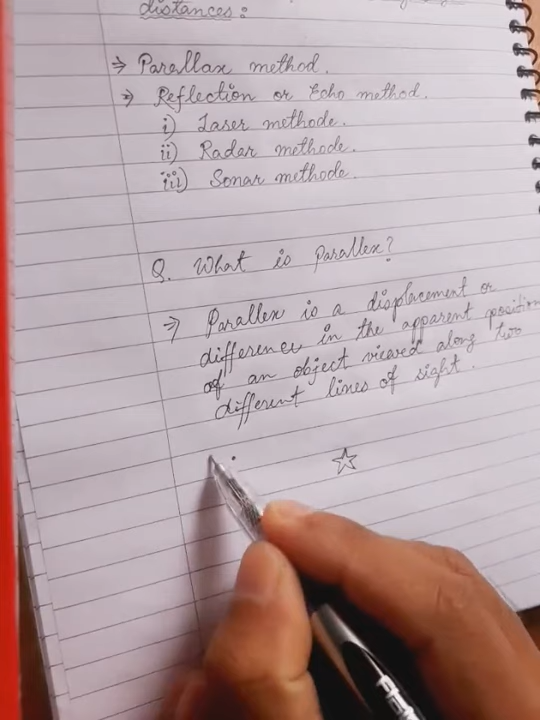 distances:
⇒ Parallax method.
⇒ Reflection or Echo method.
i) Laser methode.
ii) Radar methode.
iii) Sonar methode.
Q. What is Parallex?
⇒ Parallex is a displacement or
difference in the apparent position
of an object viewed along two
different lines of sight.